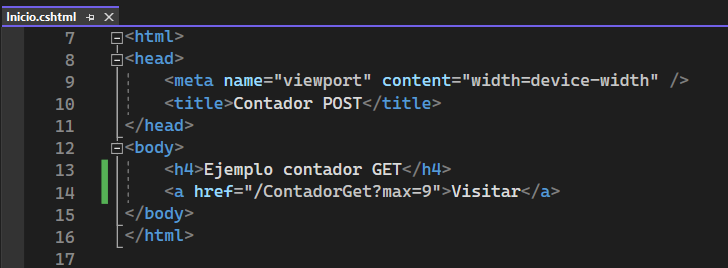 Inicio.cshtml
7 <html>
8 <head>
9 <meta name="viewport" content="width=device-width" />
10 <title>Contador POST</title>
11 </head>
12 <body>
13 <h4>Ejemplo contador GET</h4>
14 <a href="/ContadorGet?max=9">Visitar</a>
15 </body>
16 </html>
17